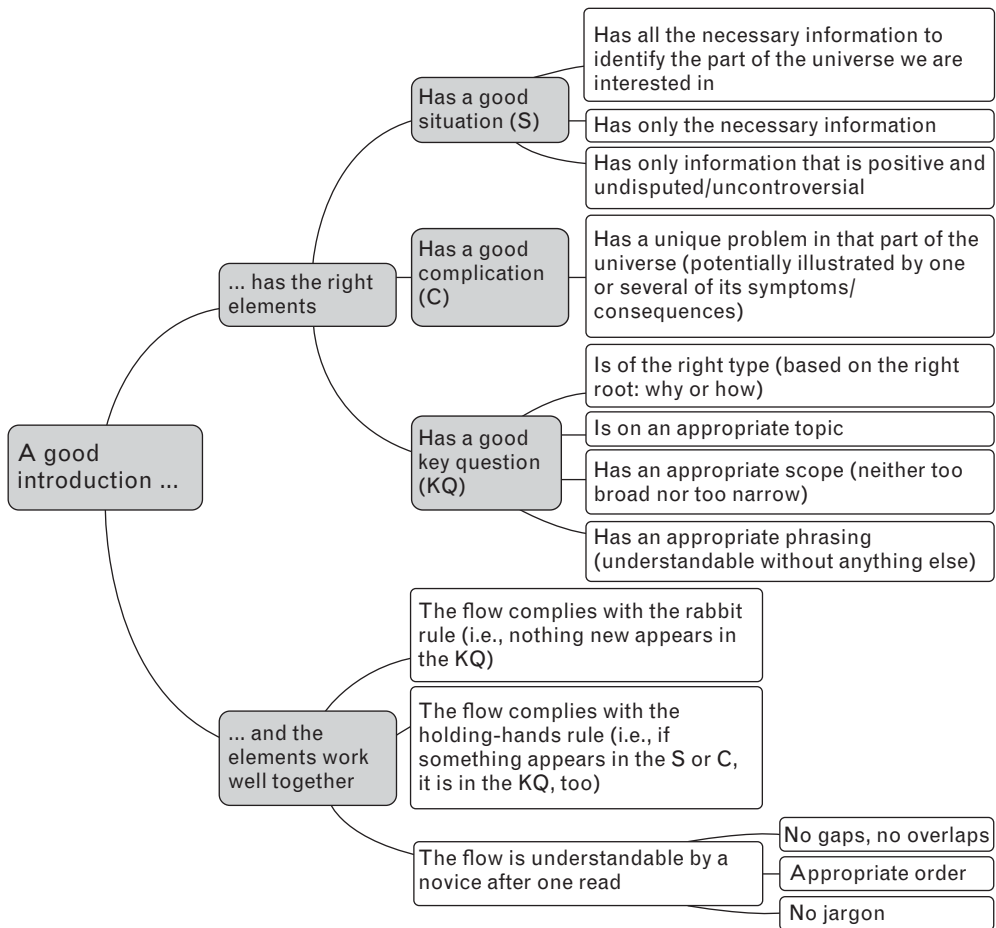 A good
introduction ...
... has the right
elements
Has a good
situation (S)
Has all the necessary information to
identify the part of the universe we are
interested in
Has only the necessary information
Has only information that is positive and
undisputed/uncontroversial
Has a good
complication
(C)
Has a unique problem in that part of the
universe (potentially illustrated by one
or several of its symptoms/
consequences)
Has a good
key question
(KQ)
Is of the right type (based on the right
root: why or how)
Is on an appropriate topic
Has an appropriate scope (neither too
broad nor too narrow)
Has an appropriate phrasing
(understandable without anything else)
... and the
elements work
well together
The flow complies with the rabbit
rule (i.e., nothing new appears in
the KQ)
The flow complies with the
holding-hands rule (i.e., if
something appears in the S or C,
it is in the KQ, too)
The flow is understandable by a
novice after one read
No gaps, no overlaps
Appropriate order
No jargon